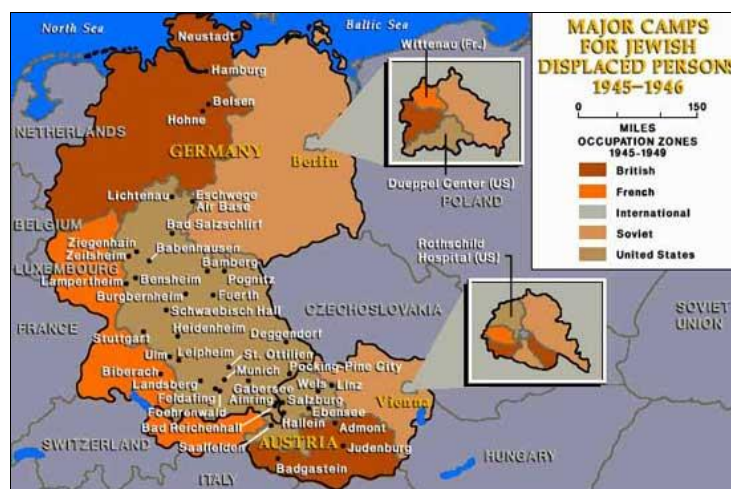 North Sea
Baltic Sea
Neustadt
Hamburg
Belsen
Hohne
NETHERLANDS
GERMANY
Berlin
Wittenau (Fr.)
Dueppel Center (US)
POLAND
MAJOR CAMPS
FOR JEWISH
DISPLACED PERSONS
1945–1946
0 150
MILES
OCCUPATION ZONES
1945-1949
British
French
International
Soviet
United States
Lichtenau
Eschwege
Air Base
BELGIUM
Bad Salzschlirf
Ziegenhain
Zeilsheim
Babenhausen
LUXEMBOURG
Bamberg
Lampertheim
Bensheim
Pognitz
Burgbernheim
Fuerth
Schwaebisch Hall
FRANCE
Heidenheim
Stuttgart
Deggendorf
CZECHOSLOVAKIA
Rothschild
Hospital (US)
SOVIET
UNION
Ulm
Leipheim
St. Ottilien
Biberach
Munich
Pocking-Pine City
Landsberg
Gabersee
Wels
Linz
Vienna
Feldafing
Ainring
Salzburg
Foehrenwald
Ebensee
Bad Reichenhall
Hallein
Admont
SWITZERLAND
Saalfelden
AUSTRIA
Judenburg
Badgastein
ITALY
HUNGARY